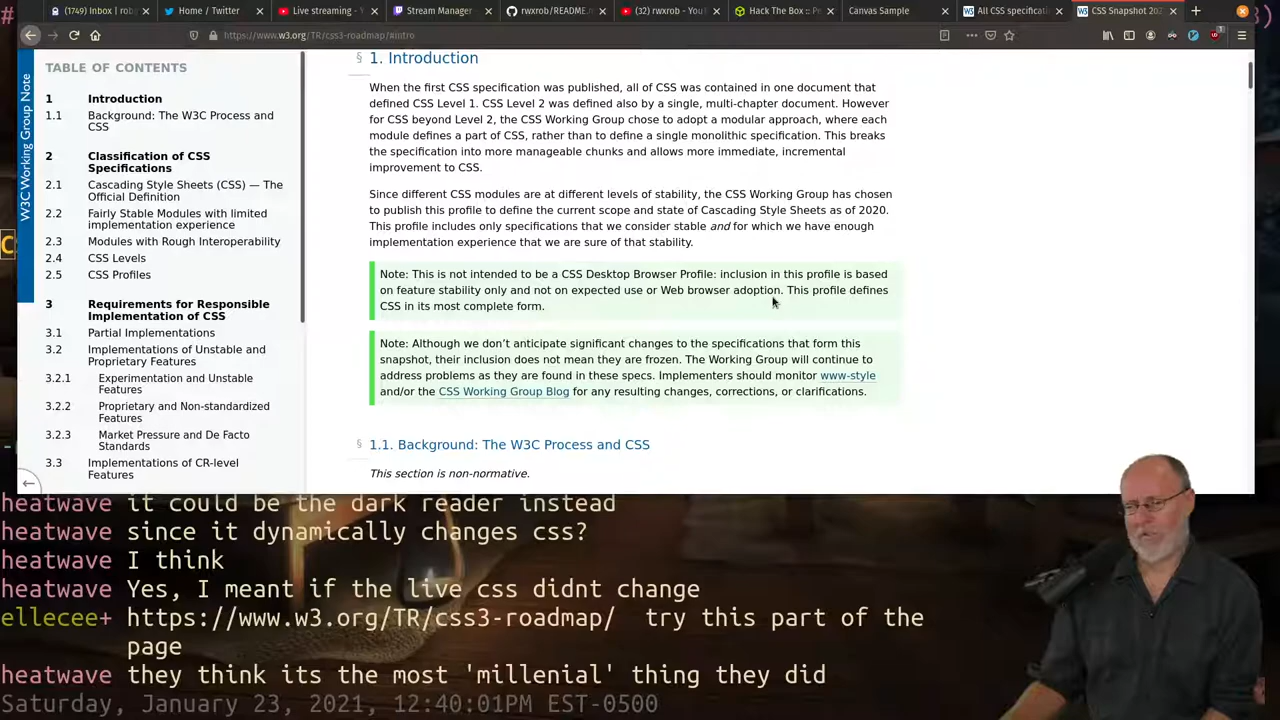 (1749) Inbox | rob
Home / Twitter
Live streaming - Y
Stream Manager
rwxrob/README.m
(32) rwxrob - You
Hack The Box :: P
Canvas Sample
All CSS specificati
CSS Snapshot 202
https://www.w3.org/TR/css3-roadmap/#intro
W3C Working Group Note
TABLE OF CONTENTS
1 Introduction
1.1 Background: The W3C Process and
CSS
2 Classification of CSS
Specifications
2.1 Cascading Style Sheets (CSS) — The
Official Definition
2.2 Fairly Stable Modules with limited
implementation experience
2.3 Modules with Rough Interoperability
2.4 CSS Levels
2.5 CSS Profiles
3 Requirements for Responsible
Implementation of CSS
3.1 Partial Implementations
3.2 Implementations of Unstable and
Proprietary Features
3.2.1 Experimentation and Unstable
Features
3.2.2 Proprietary and Non-standardized
Features
3.2.3 Market Pressure and De Facto
Standards
3.3 Implementations of CR-level
Features
§ 1. Introduction
When the first CSS specification was published, all of CSS was contained in one document that
defined CSS Level 1. CSS Level 2 was defined also by a single, multi-chapter document. However
for CSS beyond Level 2, the CSS Working Group chose to adopt a modular approach, where each
module defines a part of CSS, rather than to define a single monolithic specification. This breaks
the specification into more manageable chunks and allows more immediate, incremental
improvement to CSS.
Since different CSS modules are at different levels of stability, the CSS Working Group has chosen
to publish this profile to define the current scope and state of Cascading Style Sheets as of 2020.
This profile includes only specifications that we consider stable and for which we have enough
implementation experience that we are sure of that stability.
Note: This is not intended to be a CSS Desktop Browser Profile: inclusion in this profile is based
on feature stability only and not on expected use or Web browser adoption. This profile defines
CSS in its most complete form.
Note: Although we don’t anticipate significant changes to the specifications that form this
snapshot, their inclusion does not mean they are frozen. The Working Group will continue to
address problems as they are found in these specs. Implementers should monitor www-style
and/or the CSS Working Group Blog for any resulting changes, corrections, or clarifications.
§ 1.1. Background: The W3C Process and CSS
This section is non-normative.
heatwave it could be the dark reader instead
heatwave since it dynamically changes css?
heatwave I think
heatwave Yes, I meant if the live css didnt change
ellecee+ https://www.w3.org/TR/css3-roadmap/ try this part of the
page
heatwave they think its the most 'millenial' thing they did
Saturday, January 23, 2021, 12:40:01PM EST-0500